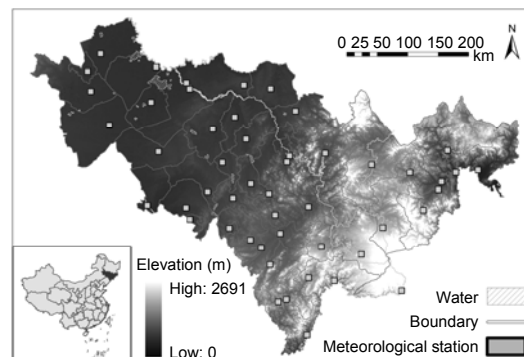 N
0 25 50 100 150 200
km
Elevation (m)
High: 2691
Low: 0
Water
Boundary
Meteorological station